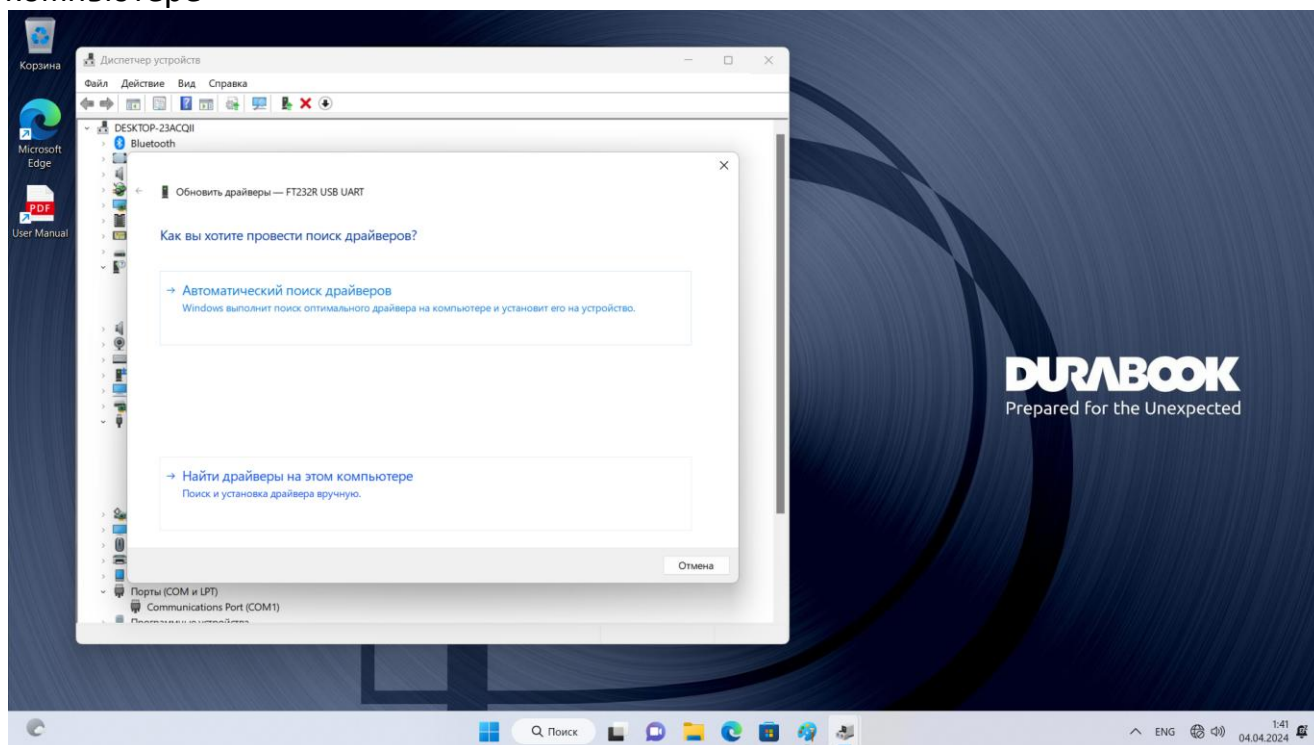 Корзина
Microsoft
Edge
PDF
User Manual
Диспетчер устройств
Файл Действие Вид Справка
DESKTOP-23ACQII
Bluetooth
Обновить драйверы — FT232R USB UART
Как вы хотите провести поиск драйверов?
→ Автоматический поиск драйверов
Windows выполнит поиск оптимального драйвера на компьютере и установит его на устройство.
→ Найти драйверы на этом компьютере
Поиск и установка драйвера вручную.
Отмена
Порты (COM и LPT)
Communications Port (COM1)
DURABOOK
Prepared for the Unexpected
Поиск
ENG
1:41
04.04.2024